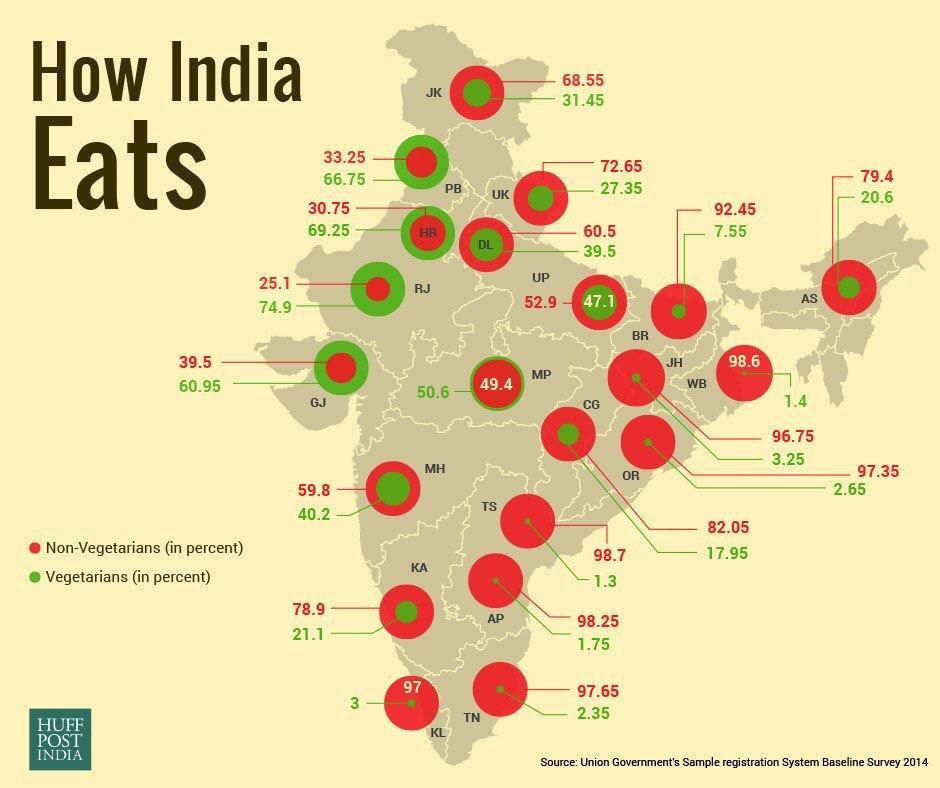 How India
Eats
JK
68.55
31.45
33.25
66.75
PB
UK
72.65
27.35
30.75
69.25
HR
DL
60.5
39.5
92.45
7.55
79.4
20.6
AS
25.1
74.9
RJ
UP
52.9
47.1
BR
39.5
60.95
GJ
50.6
49.4
MP
JH
WB
98.6
1.4
CG
96.75
3.25
OR
97.35
2.65
MH
59.8
40.2
82.05
17.95
TS
98.7
1.3
Non-Vegetarians (in percent)
Vegetarians (in percent)
KA
78.9
21.1
AP
98.25
1.75
97
3
KL
TN
97.65
2.35
HUFF
POST
INDIA
Source: Union Government's Sample registration System Baseline Survey 2014